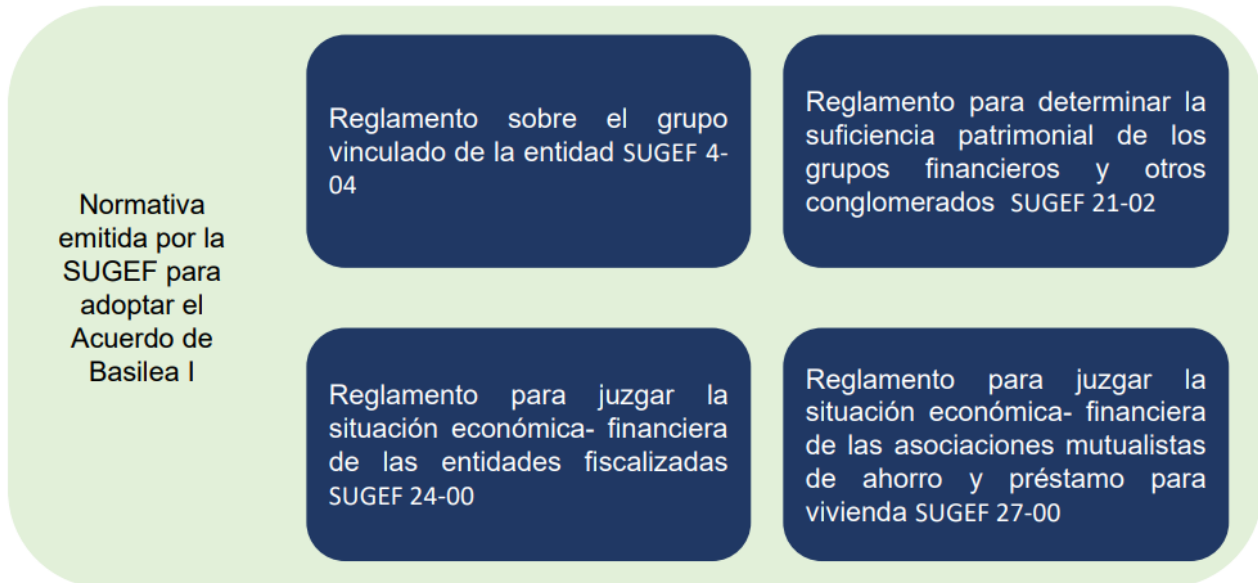 Normativa
emitida por la
SUGEF para
adoptar el
Acuerdo de
Basilea I
Reglamento sobre el grupo
vinculado de la entidad SUGEF 4-
04
Reglamento para determinar la
suficiencia patrimonial de los
grupos financieros y otros
conglomerados SUGEF 21-02
Reglamento para juzgar la
situación económica- financiera
de las entidades fiscalizadas
SUGEF 24-00
Reglamento para juzgar la
situación económica- financiera
de las asociaciones mutualistas
de ahorro y préstamo para
vivienda SUGEF 27-00